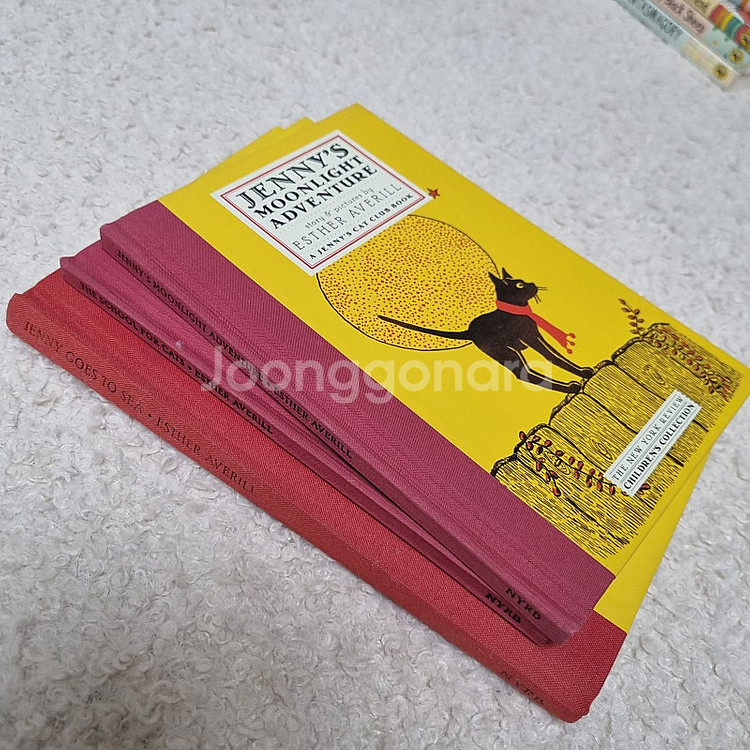 JENNY'S
MOONLIGHT
ADVENTURE
story & pictures by
ESTHER AVERILL
A JENNY'S CAT CLUB BOOK
THE NEW YORK REVIEW
CHILDREN'S COLLECTION
JENNY'S MOONLIGHT ADVENTURE ESTHER AVERILL NYRB
THE SCHOOL FOR CATS • ESTHER AVERILL NYRB
JENNY GOES TO SEA • ESTHER AVERILL NYRB
Joonggonara